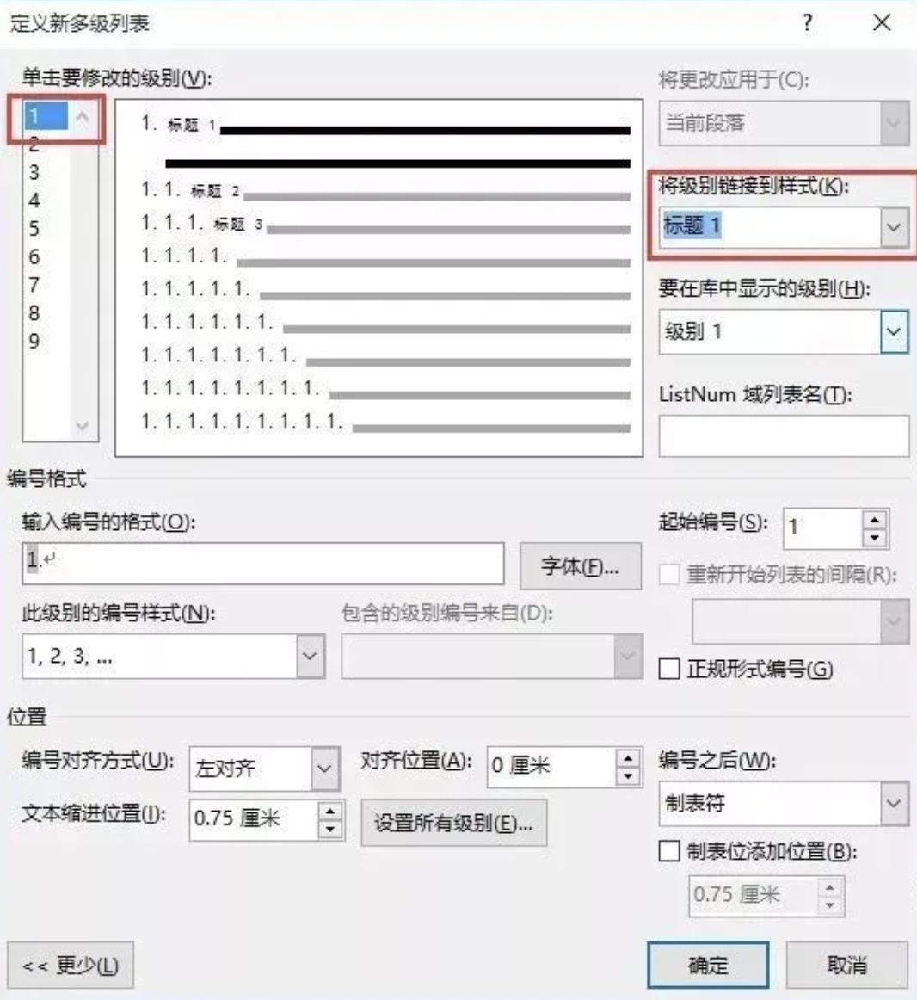 定义新多级列表 ?
单击要修改的级别(V):
1
2
3
4
5
6
7
8
9
1. 标题 1
1.1. 标题 2
1.1.1. 标题 3
1.1.1.1.
1.1.1.1.1.
1.1.1.1.1.1.
1.1.1.1.1.1.1.
1.1.1.1.1.1.1.1.
1.1.1.1.1.1.1.1.1.
将更改应用于(C):
当前段落
将级别链接到样式(K):
标题 1
要在库中显示的级别(H):
级别 1
ListNum 域列表名(T):
编号格式
输入编号的格式(O):
1.
字体(F)...
起始编号(S): 1
重新开始列表的间隔(R):
此级别的编号样式(N):
1, 2, 3, ...
包含的级别编号来自(D):
正规形式编号(G)
位置
编号对齐方式(U): 左对齐
对齐位置(A): 0 厘米
编号之后(W):
制表符
文本缩进位置(I): 0.75 厘米
设置所有级别(E)...
制表位添加位置(B):
0.75 厘米
<< 更少(L)
确定
取消